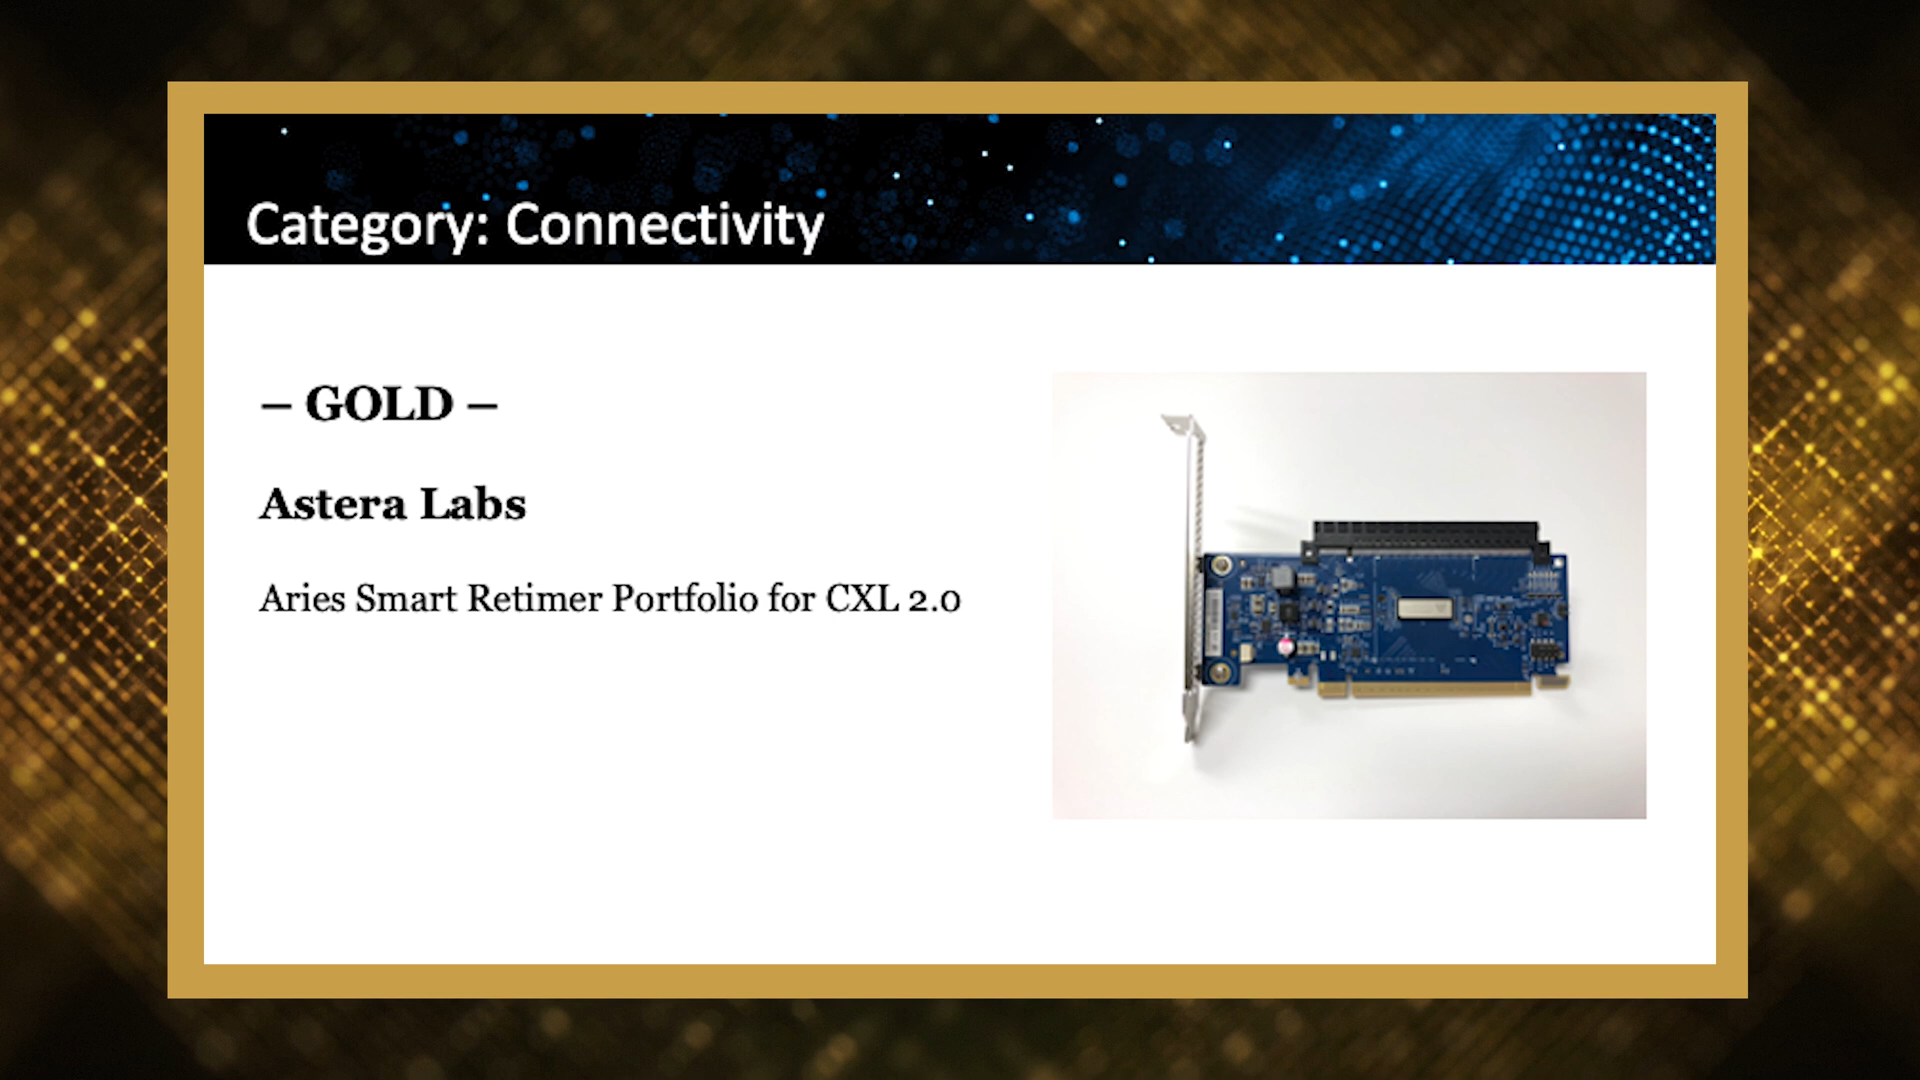 Category: Connectivity
– GOLD –
Astera Labs
Aries Smart Retimer Portfolio for CXL 2.0